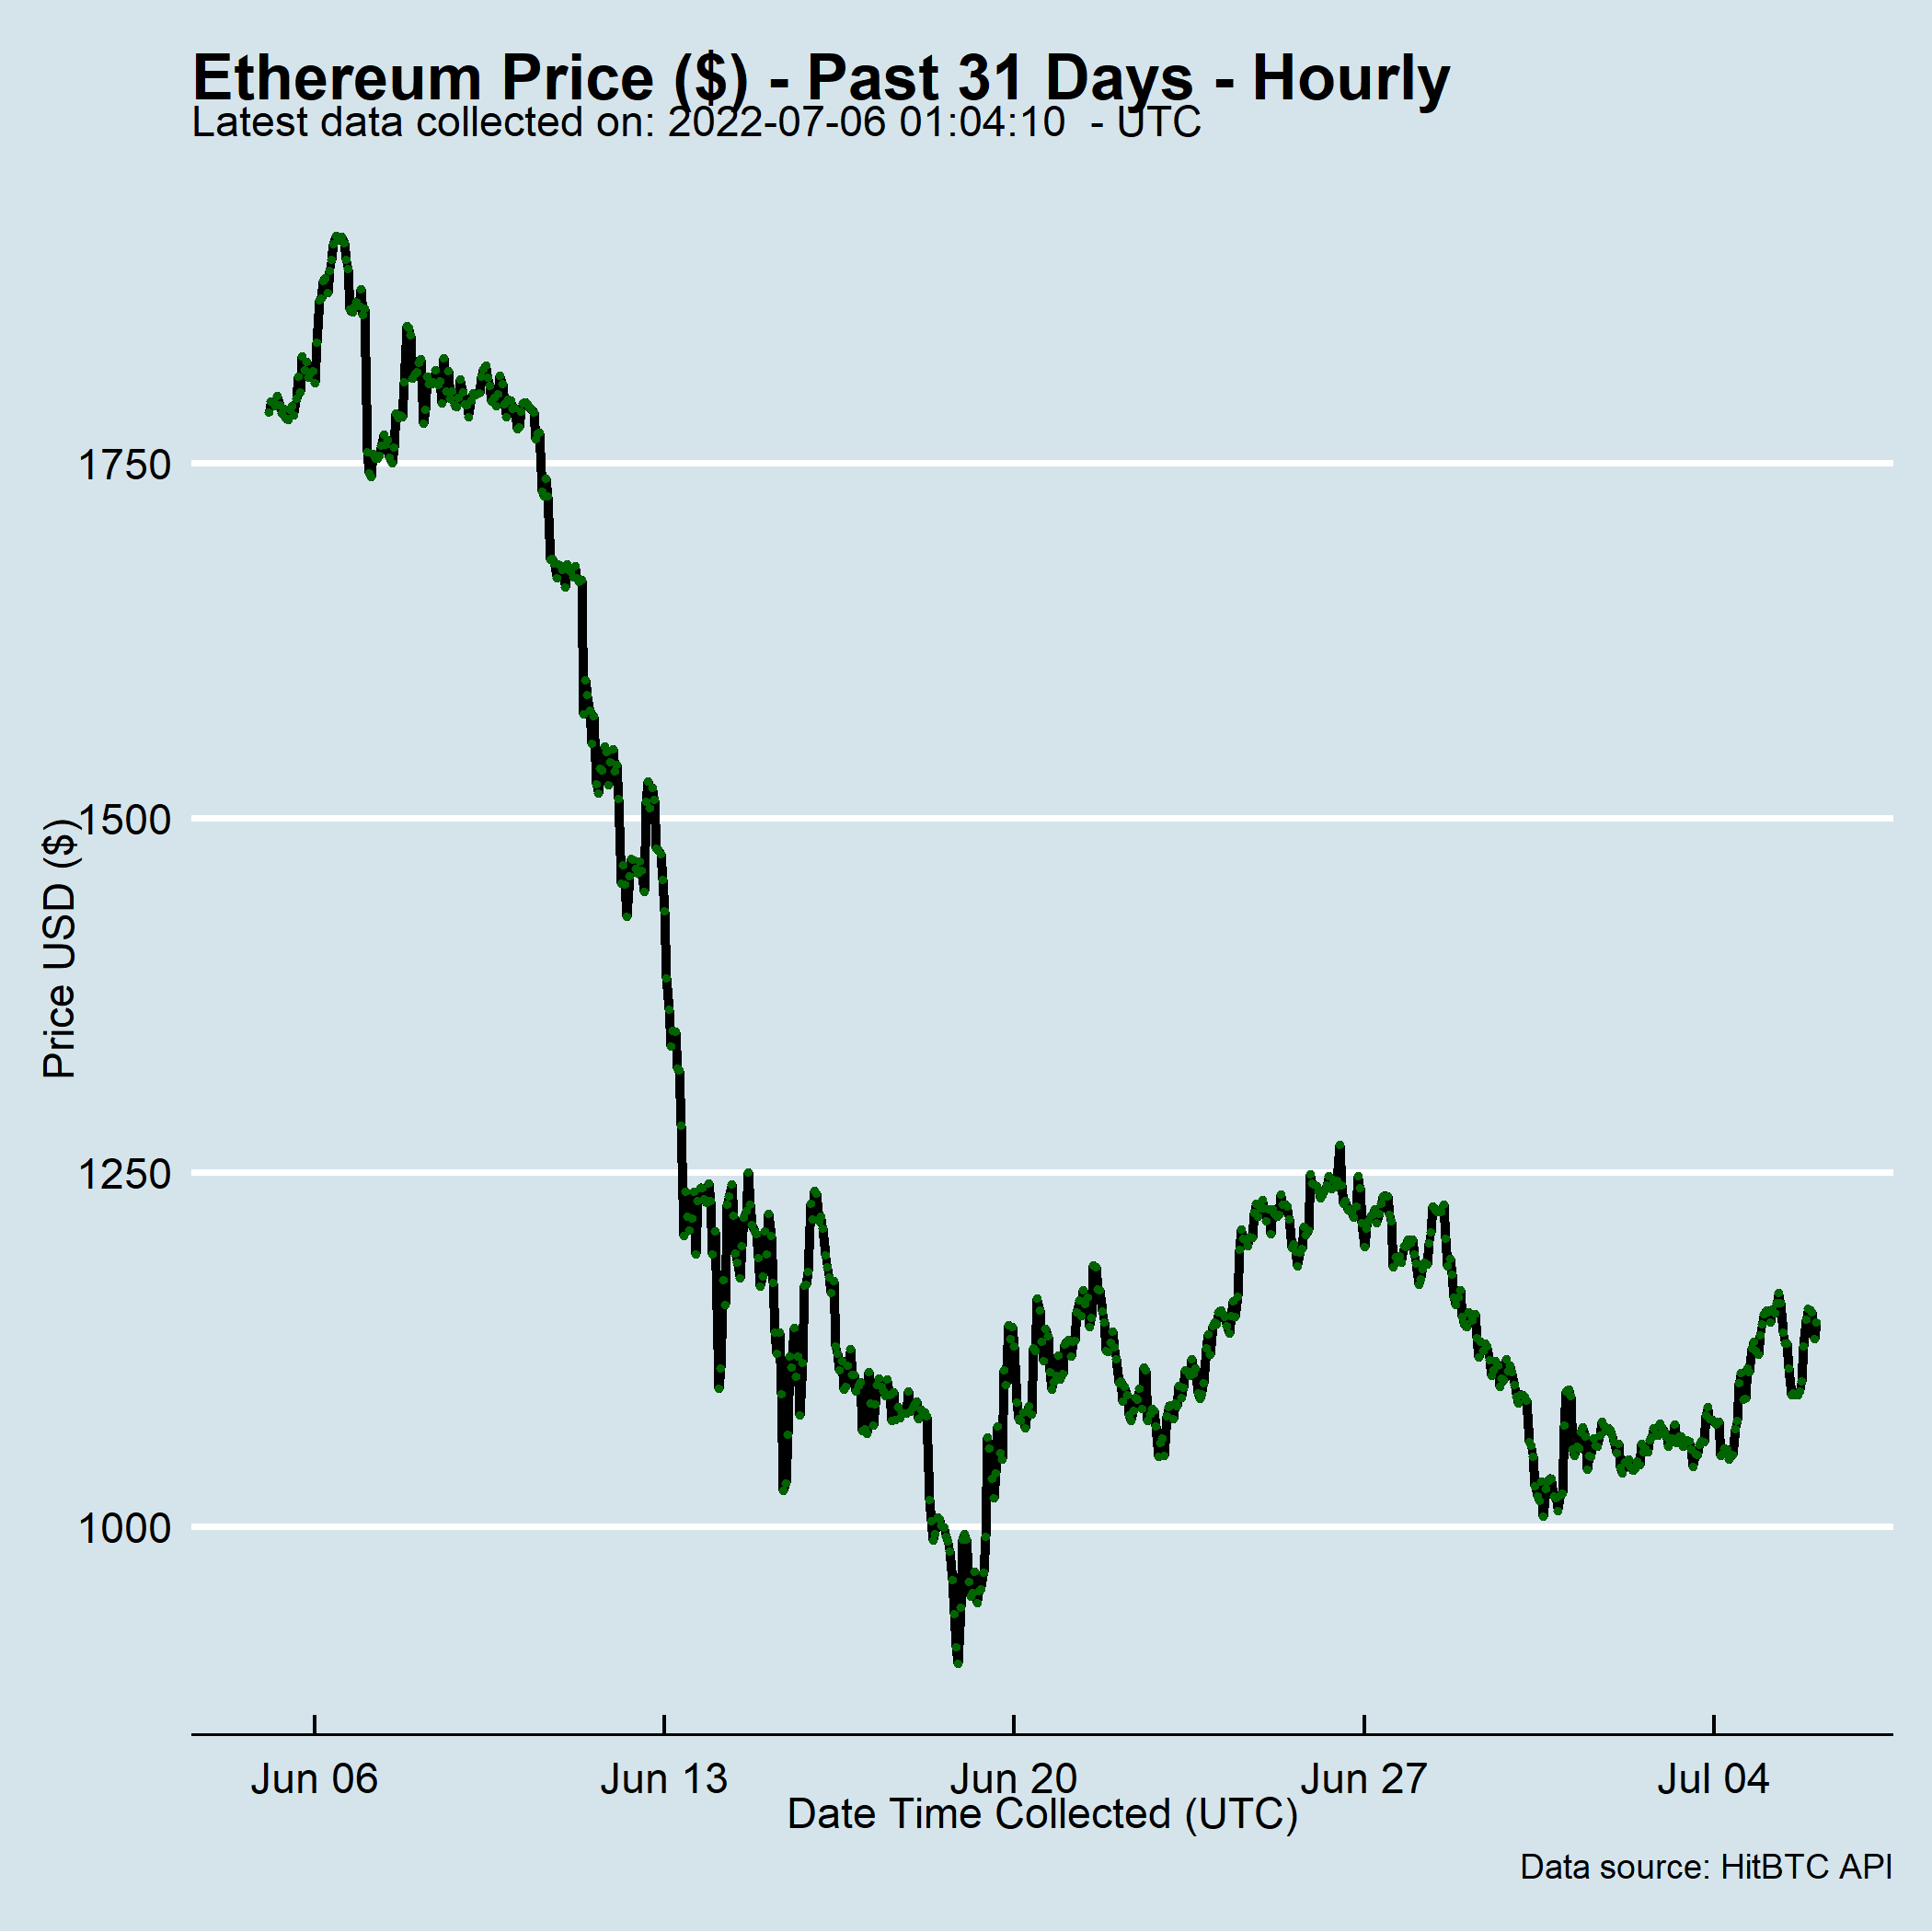 Ethereum Price ($) - Past 31 Days - Hourly
Latest data collected on: 2022-07-06 01:04:10  - UTC
1750
1500
1250
1000
Price USD ($)
Jun 06 Jun 13 Jun 20 Jun 27 Jul 04
Date Time Collected (UTC)
Data source: HitBTC API